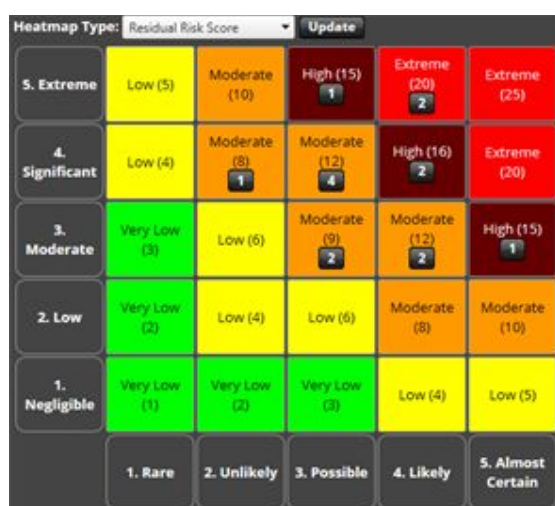 Heatmap Type: Residual Risk Score Update
5. Extreme
Low (5)
Moderate
(10)
High (15)
1
Extreme
(20)
2
Extreme
(25)
4.
Significant
Low (4)
Moderate
(8)
1
Moderate
(12)
4
High (16)
2
Extreme
(20)
3.
Moderate
Very Low
(3)
Low (6)
Moderate
(9)
2
Moderate
(12)
2
High (15)
1
2. Low
Very Low
(2)
Low (4)
Low (6)
Moderate
(8)
Moderate
(10)
1.
Negligible
Very Low
(1)
Very Low
(2)
Very Low
(3)
Low (4)
Low (5)
1. Rare
2. Unlikely
3. Possible
4. Likely
5. Almost
Certain